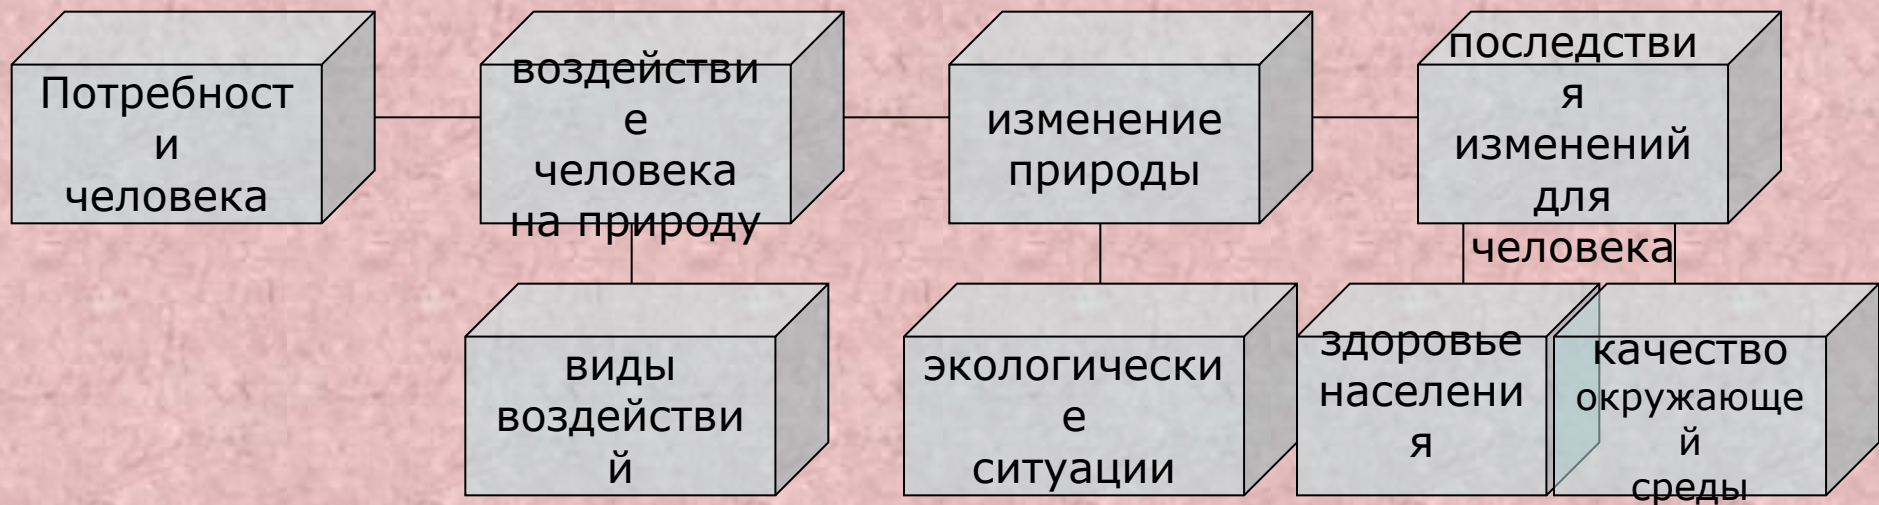 Потребност
и
человека
воздействи
е
человека
на природу
изменение
природы
последстви
я
изменений
для
человека
виды
воздействи
й
экологически
е
ситуации
здоровье
населени
я
качество
окружающе
й
среды